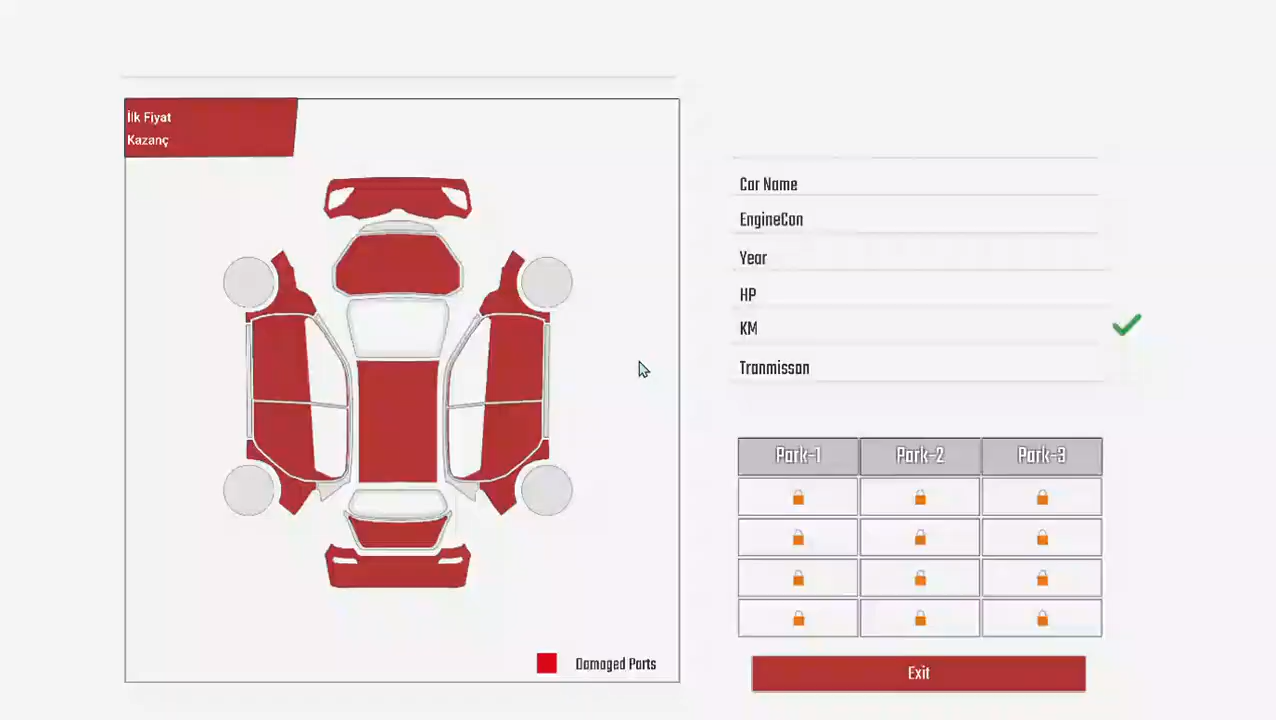 İlk Fiyat
Kazanç
Car Name
EngineCon
Year
HP
KM
Tranmisson
Park-1 Park-2 Park-3
Damaged Parts
Exit